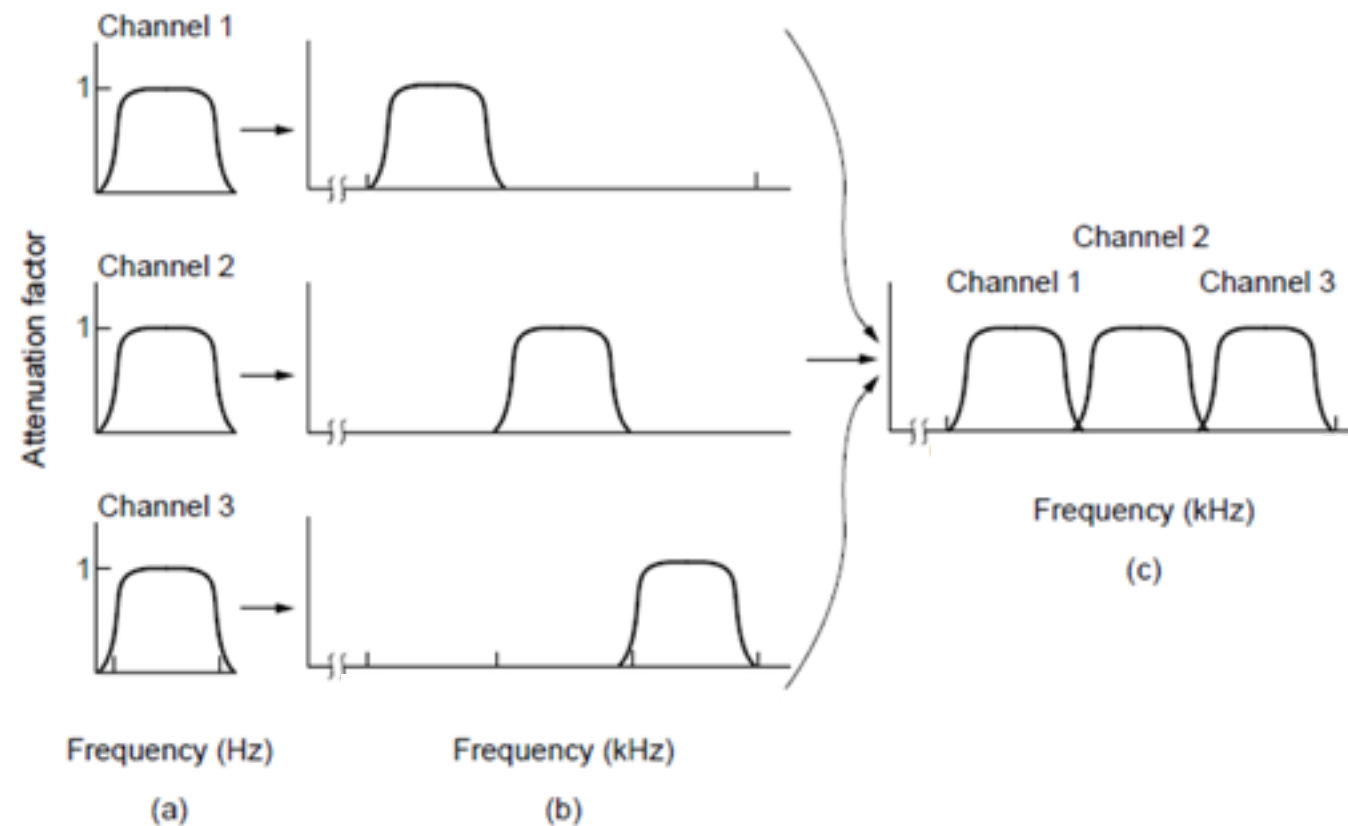 Channel 1
1
Channel 2
1
Channel 3
1
Attenuation factor
Frequency (Hz)
(a)
Frequency (kHz)
(b)
Channel 2
Channel 1
Channel 3
Frequency (kHz)
(c)